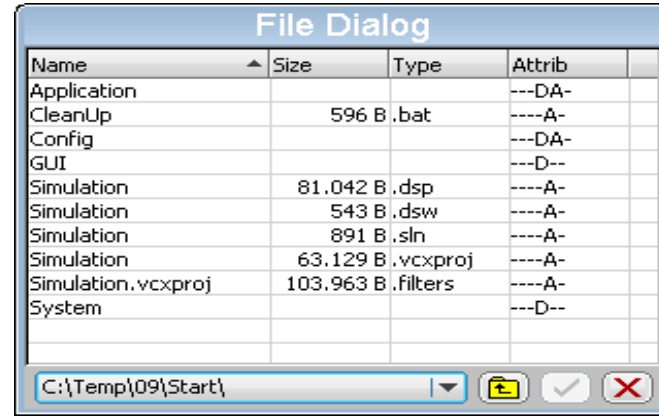 File Dialog
Name Size Type Attrib
Application ---DA-
CleanUp 596 B .bat ----A-
Config ---DA-
GUI ---D--
Simulation 81.042 B .dsp ----A-
Simulation 543 B .dsw ----A-
Simulation 891 B .sln ----A-
Simulation 63.129 B .vcxproj ----A-
Simulation.vcxproj 103.963 B .filters ----A-
System ---D--
C:\Temp\09\Start\